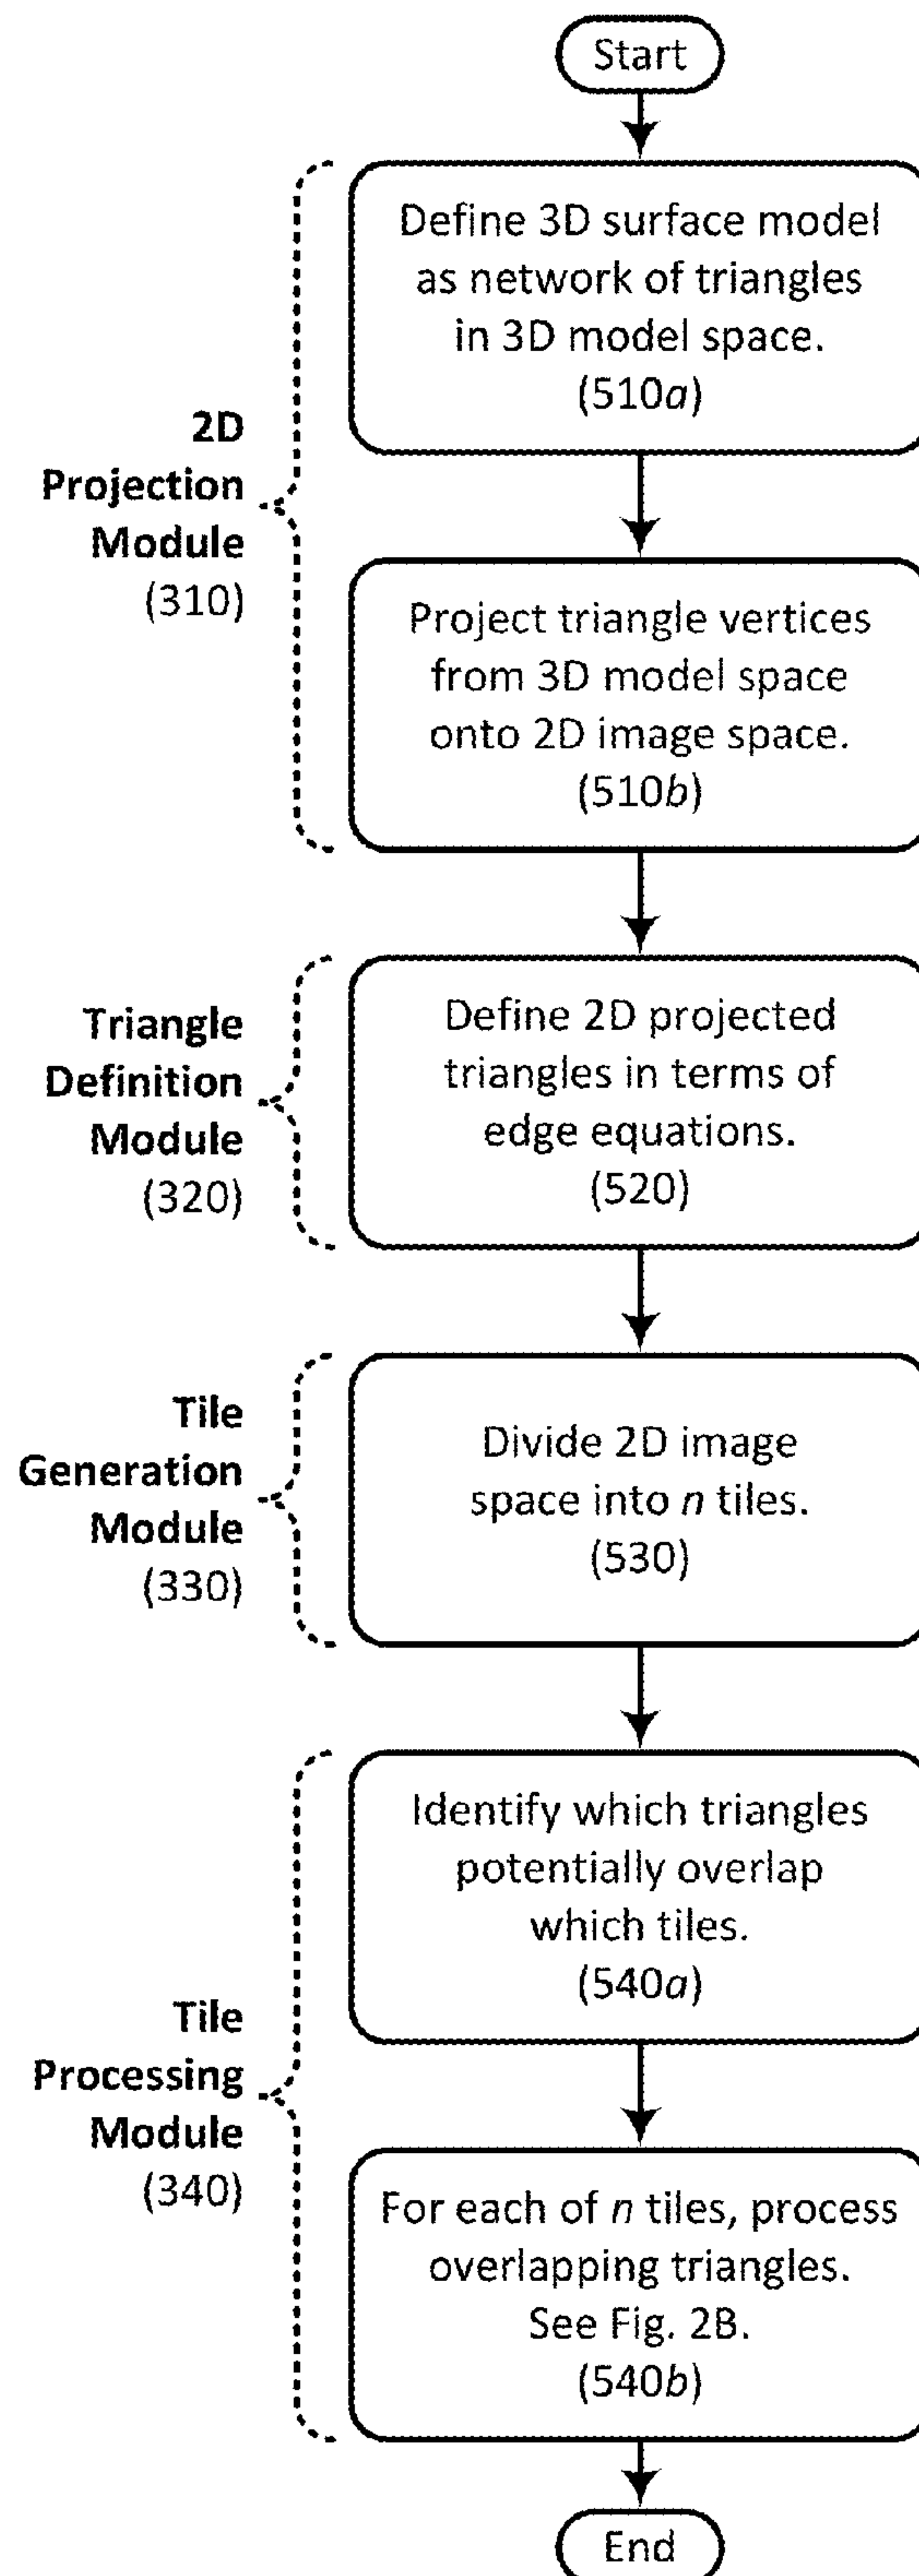 Start
2D
Projection
Module
(310)
Define 3D surface model
as network of triangles
in 3D model space.
(510a)
Project triangle vertices
from 3D model space
onto 2D image space.
(510b)
Triangle
Definition
Module
(320)
Define 2D projected
triangles in terms of
edge equations.
(520)
Tile
Generation
Module
(330)
Divide 2D image
space into n tiles.
(530)
Tile
Processing
Module
(340)
Identify which triangles
potentially overlap
which tiles.
(540a)
For each of n tiles, process
overlapping triangles.
See Fig. 2B.
(540b)
End